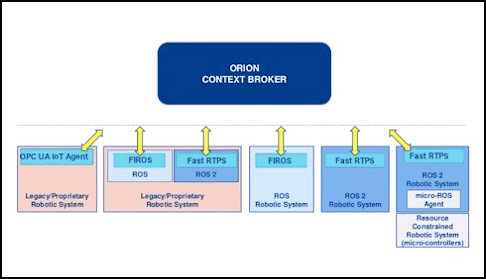 ORION
CONTEXT BROKER
OPC UA IoT Agent
Legacy/Proprietary
Robotic System
FIROS
ROS
Fast RTPS
ROS 2
Legacy/Proprietary
Robotic System
FIROS
ROS
Robotic System
Fast RTPS
ROS 2
Robotic System
Fast RTPS
ROS 2
Robotic System
micro-ROS
Agent
Resource
Constrained
Robotic System
(micro-controllers)